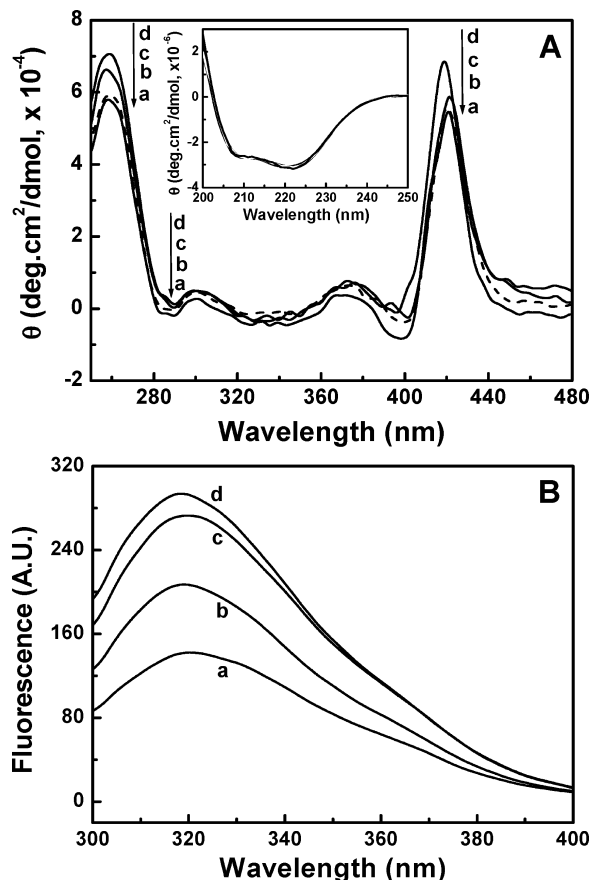 A
θ (deg.cm²/dmol, x 10⁻⁴)
8
6
4
2
0
-2
280
320
360
400
440
480
Wavelength (nm)
d
c
b
a
d
c
b
a
d
c
b
a
θ (deg.cm²/dmol, x10⁻⁶)
2
0
-2
-4
200
210
220
230
240
250
Wavelength (nm)
B
Fluorescence (A.U.)
320
240
160
80
0
d
c
b
a
300
320
340
360
380
400
Wavelength (nm)